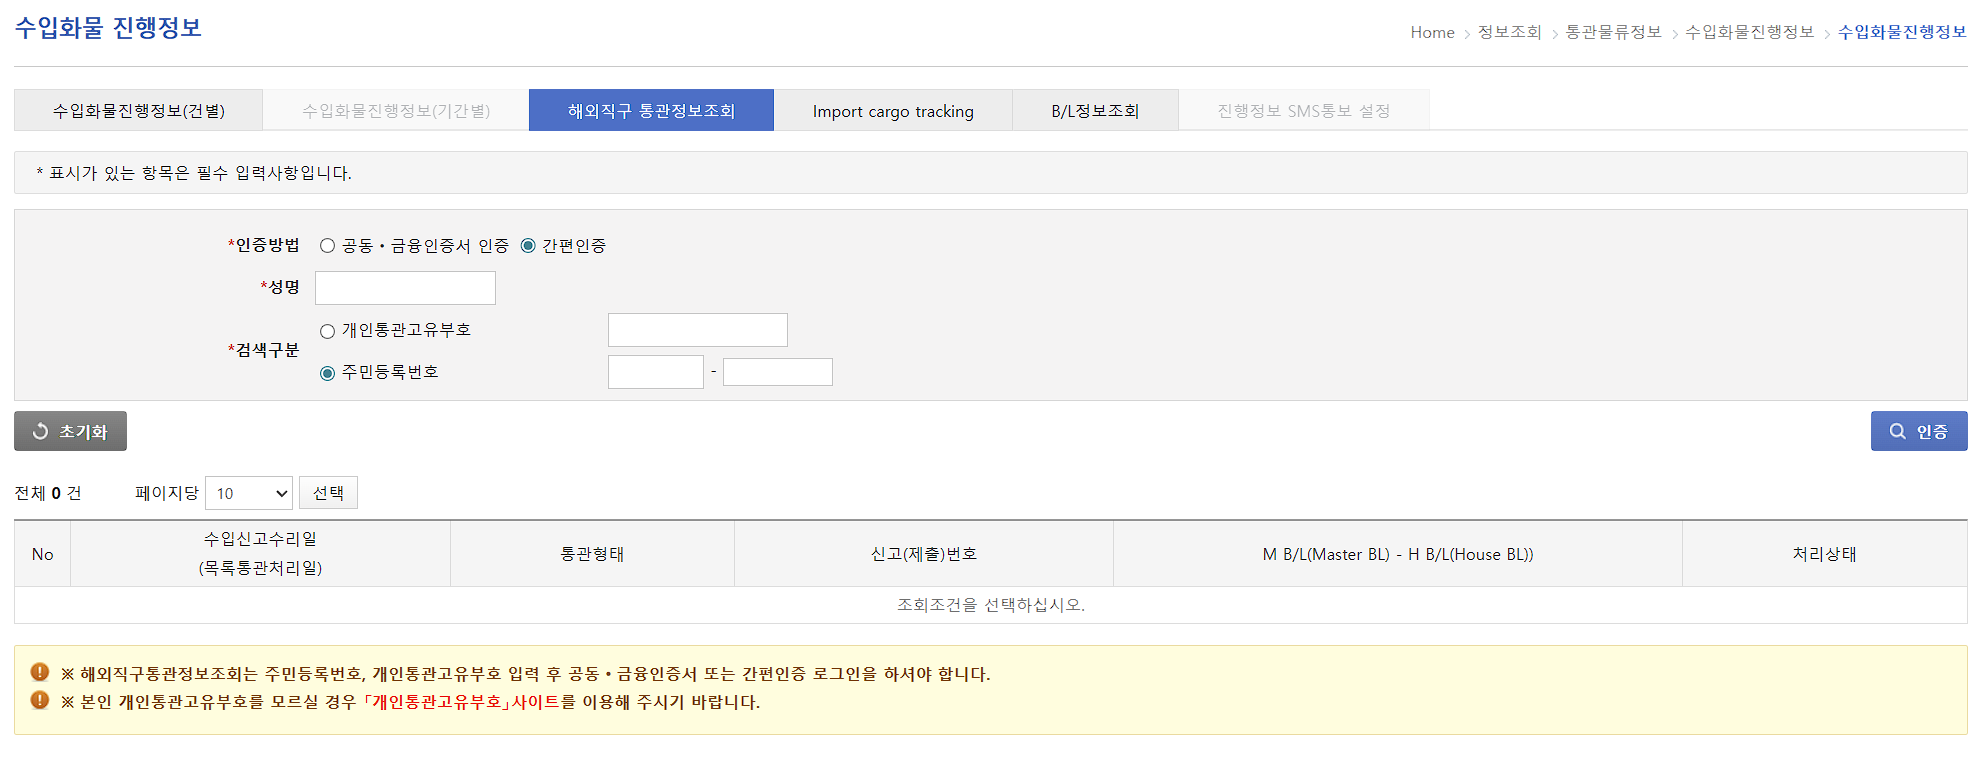 수입화물 진행정보
Home > 정보조회 > 통관물류정보 > 수입화물진행정보 > 수입화물진행정보
수입화물진행정보(건별) 수입화물진행정보(기간별) 해외직구 통관정보조회 Import cargo tracking B/L정보조회 진행정보 SMS통보 설정
* 표시가 있는 항목은 필수 입력사항입니다.
*인증방법 공동•금융인증서 인증 간편인증
*성명
*검색구분 개인통관고유부호
주민등록번호 -
초기화 인증
전체 0 건 페이지당 10 선택
No 수입신고수리일 통관형태 신고(제출)번호 M B/L(Master BL) - H B/L(House BL)) 처리상태
(목록통관처리일)
조회조건을 선택하십시오.
※ 해외직구통관정보조회는 주민등록번호, 개인통관고유부호 입력 후 공동•금융인증서 또는 간편인증 로그인을 하셔야 합니다.
※ 본인 개인통관고유부호를 모르실 경우 「개인통관고유부호」사이트를 이용해 주시기 바랍니다.